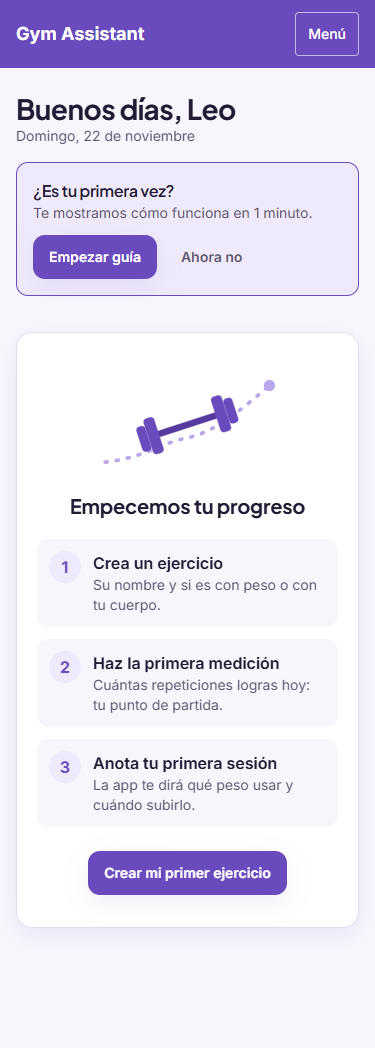 Gym Assistant
Menú
Buenos días, Leo
Domingo, 22 de noviembre
¿Es tu primera vez?
Te mostramos cómo funciona en 1 minuto.
Empezar guía
Ahora no
Empecemos tu progreso
1
Crea un ejercicio
Su nombre y si es con peso o con
tu cuerpo.
2
Haz la primera medición
Cuántas repeticiones logras hoy:
tu punto de partida.
3
Anota tu primera sesión
La app te dirá qué peso usar y
cuándo subirlo.
Crear mi primer ejercicio